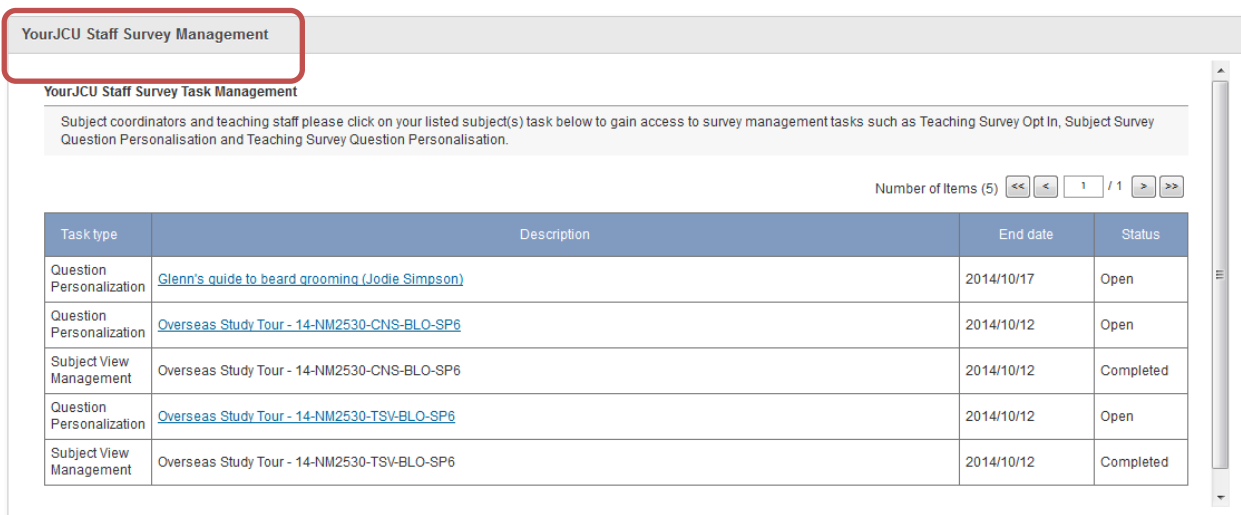 YourJCU Staff Survey Management
YourJCU Staff Survey Task Management
Subject coordinators and teaching staff please click on your listed subject(s) task below to gain access to survey management tasks such as Teaching Survey Opt In, Subject Survey
Question Personalisation and Teaching Survey Question Personalisation.
Number of Items (5) << < 1 / 1 > >>
Task type Description End date Status
Question
Personalization Glenn's guide to beard grooming (Jodie Simpson) 2014/10/17 Open
Question
Personalization Overseas Study Tour - 14-NM2530-CNS-BLO-SP6 2014/10/12 Open
Subject View
Management Overseas Study Tour - 14-NM2530-CNS-BLO-SP6 2014/10/12 Completed
Question
Personalization Overseas Study Tour - 14-NM2530-TSV-BLO-SP6 2014/10/12 Open
Subject View
Management Overseas Study Tour - 14-NM2530-TSV-BLO-SP6 2014/10/12 Completed